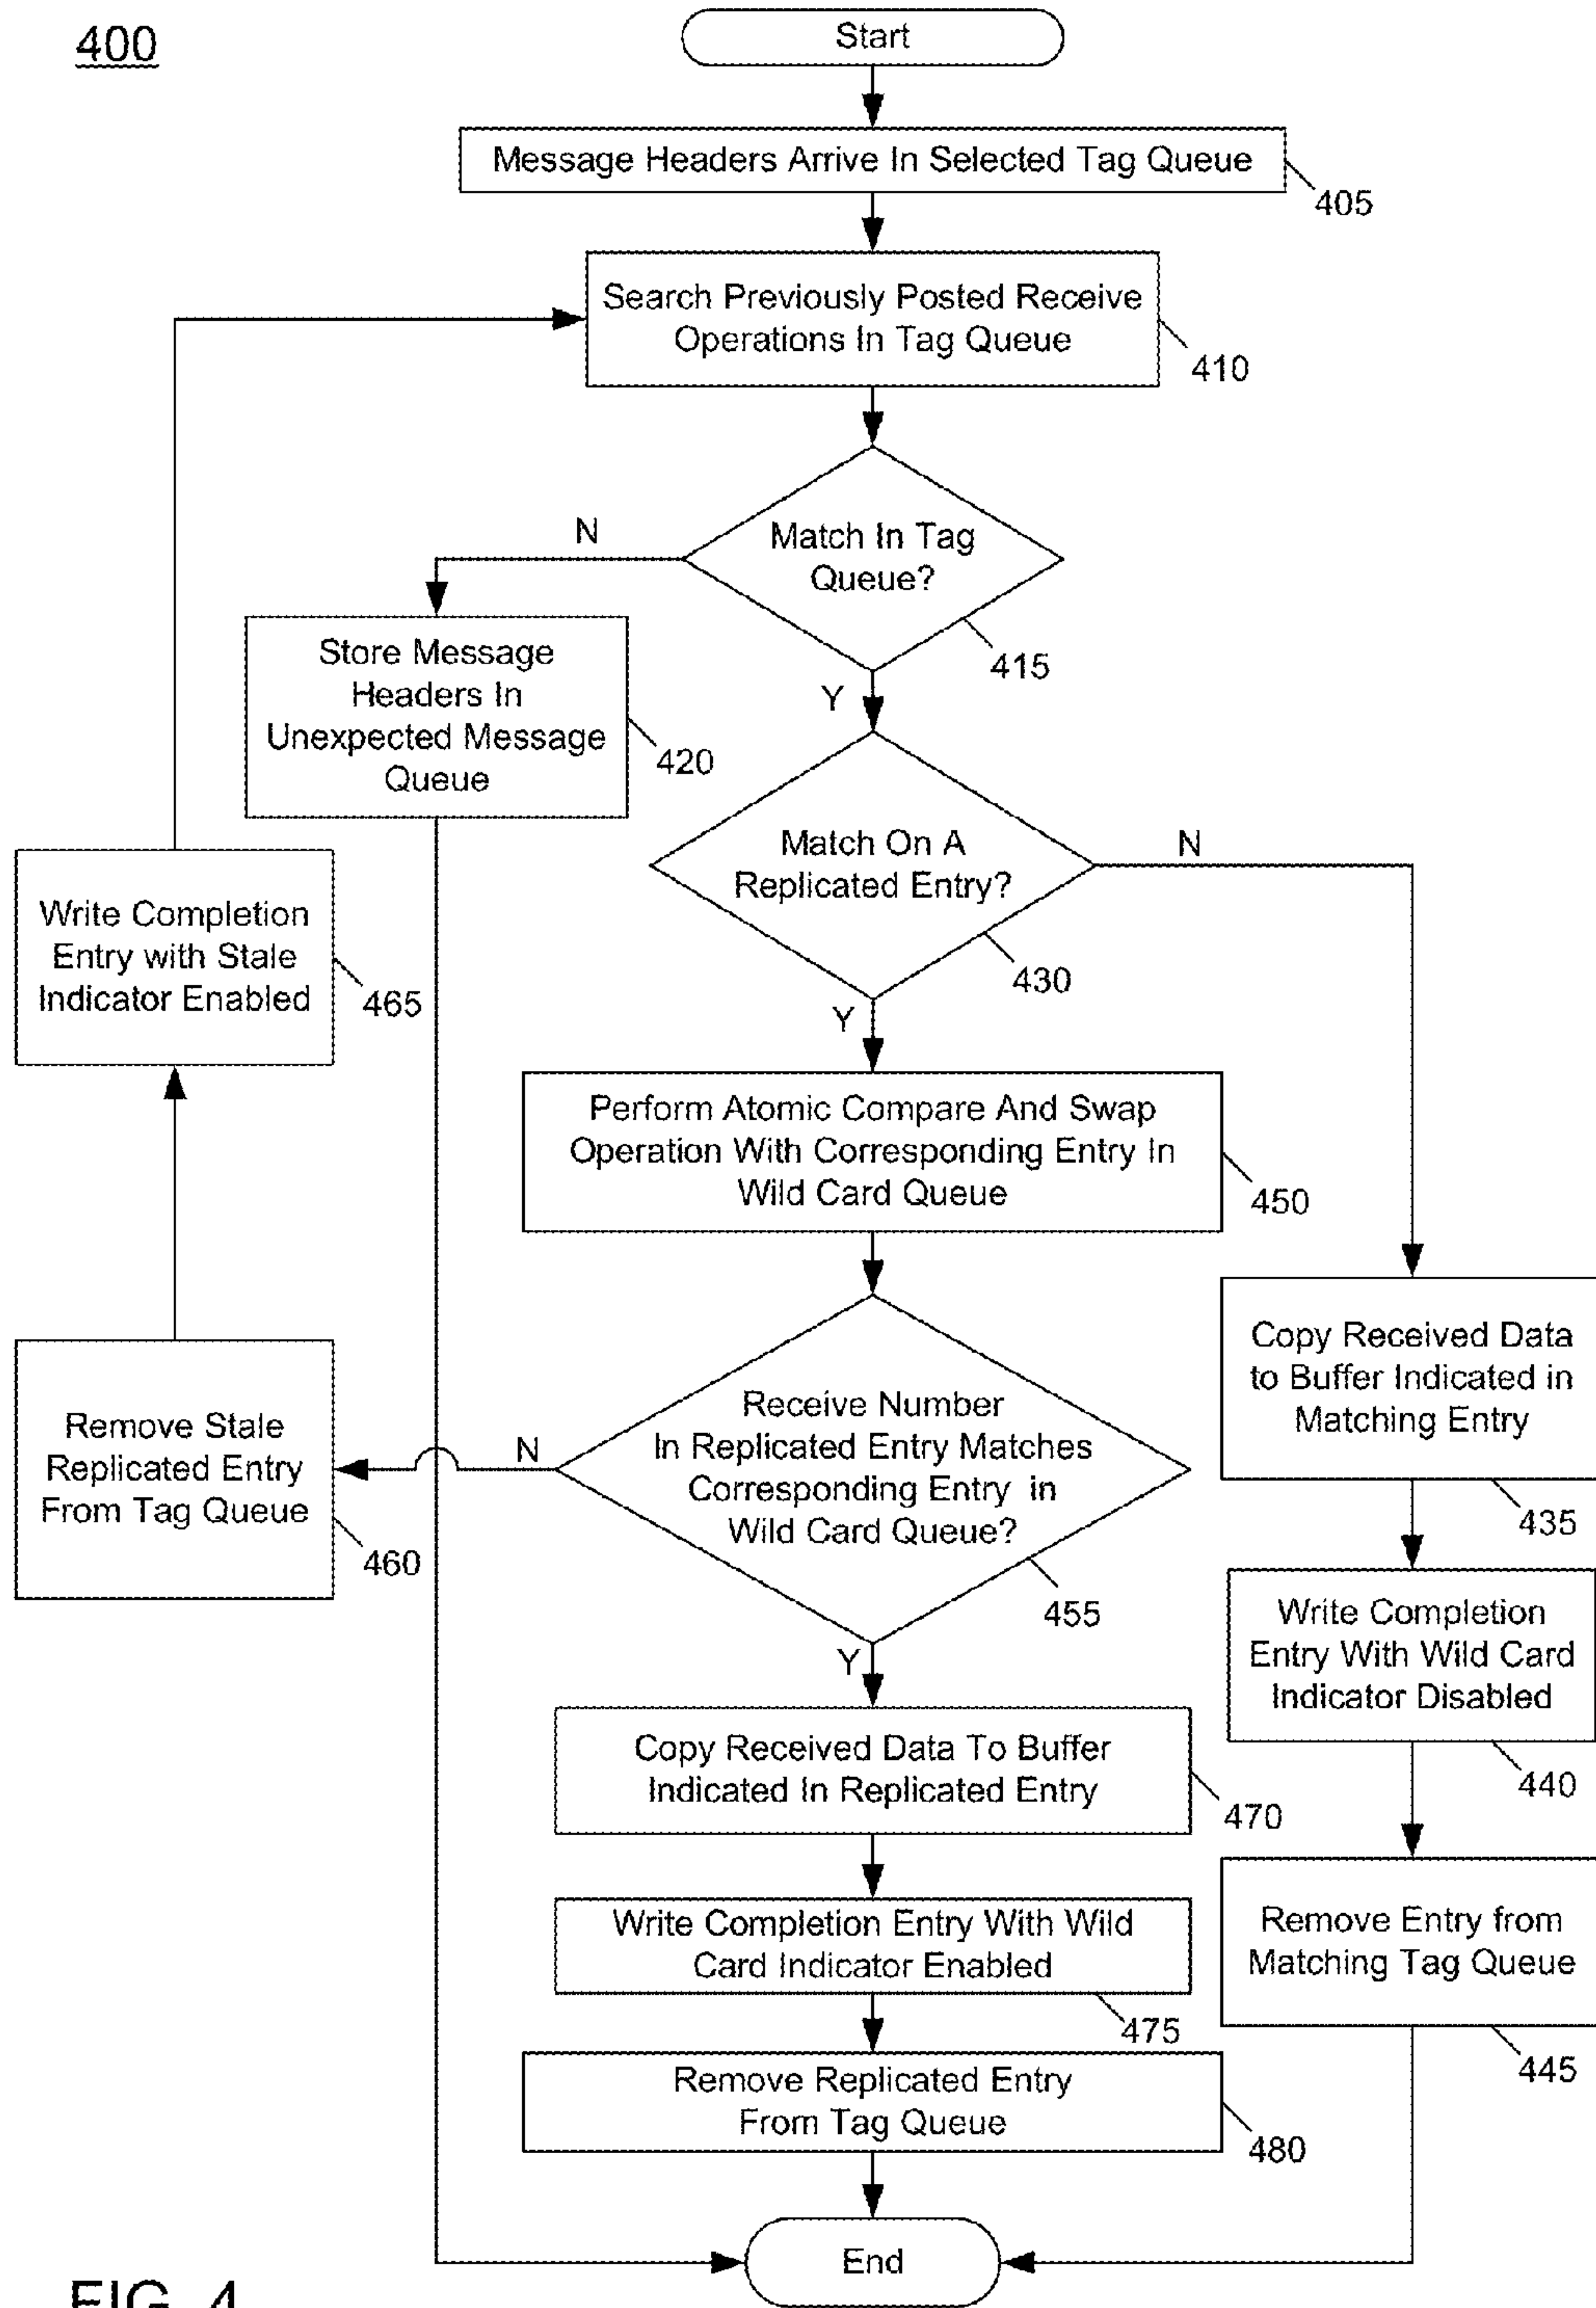 400
Start
Message Headers Arrive In Selected Tag Queue
405
Search Previously Posted Receive
Operations In Tag Queue
410
Match In Tag
Queue?
415
N
Y
Store Message
Headers In
Unexpected Message
Queue
420
Match On A
Replicated Entry?
430
N
Y
Write Completion
Entry with Stale
Indicator Enabled
465
Perform Atomic Compare And Swap
Operation With Corresponding Entry In
Wild Card Queue
450
Copy Received Data
to Buffer Indicated in
Matching Entry
435
Receive Number
In Replicated Entry Matches
Corresponding Entry in
Wild Card Queue?
455
N
Y
Remove Stale
Replicated Entry
From Tag Queue
460
Write Completion
Entry With Wild Card
Indicator Disabled
440
Copy Received Data To Buffer
Indicated In Replicated Entry
470
Write Completion Entry With Wild
Card Indicator Enabled
475
Remove Entry from
Matching Tag Queue
445
Remove Replicated Entry
From Tag Queue
480
End
FIG. 4